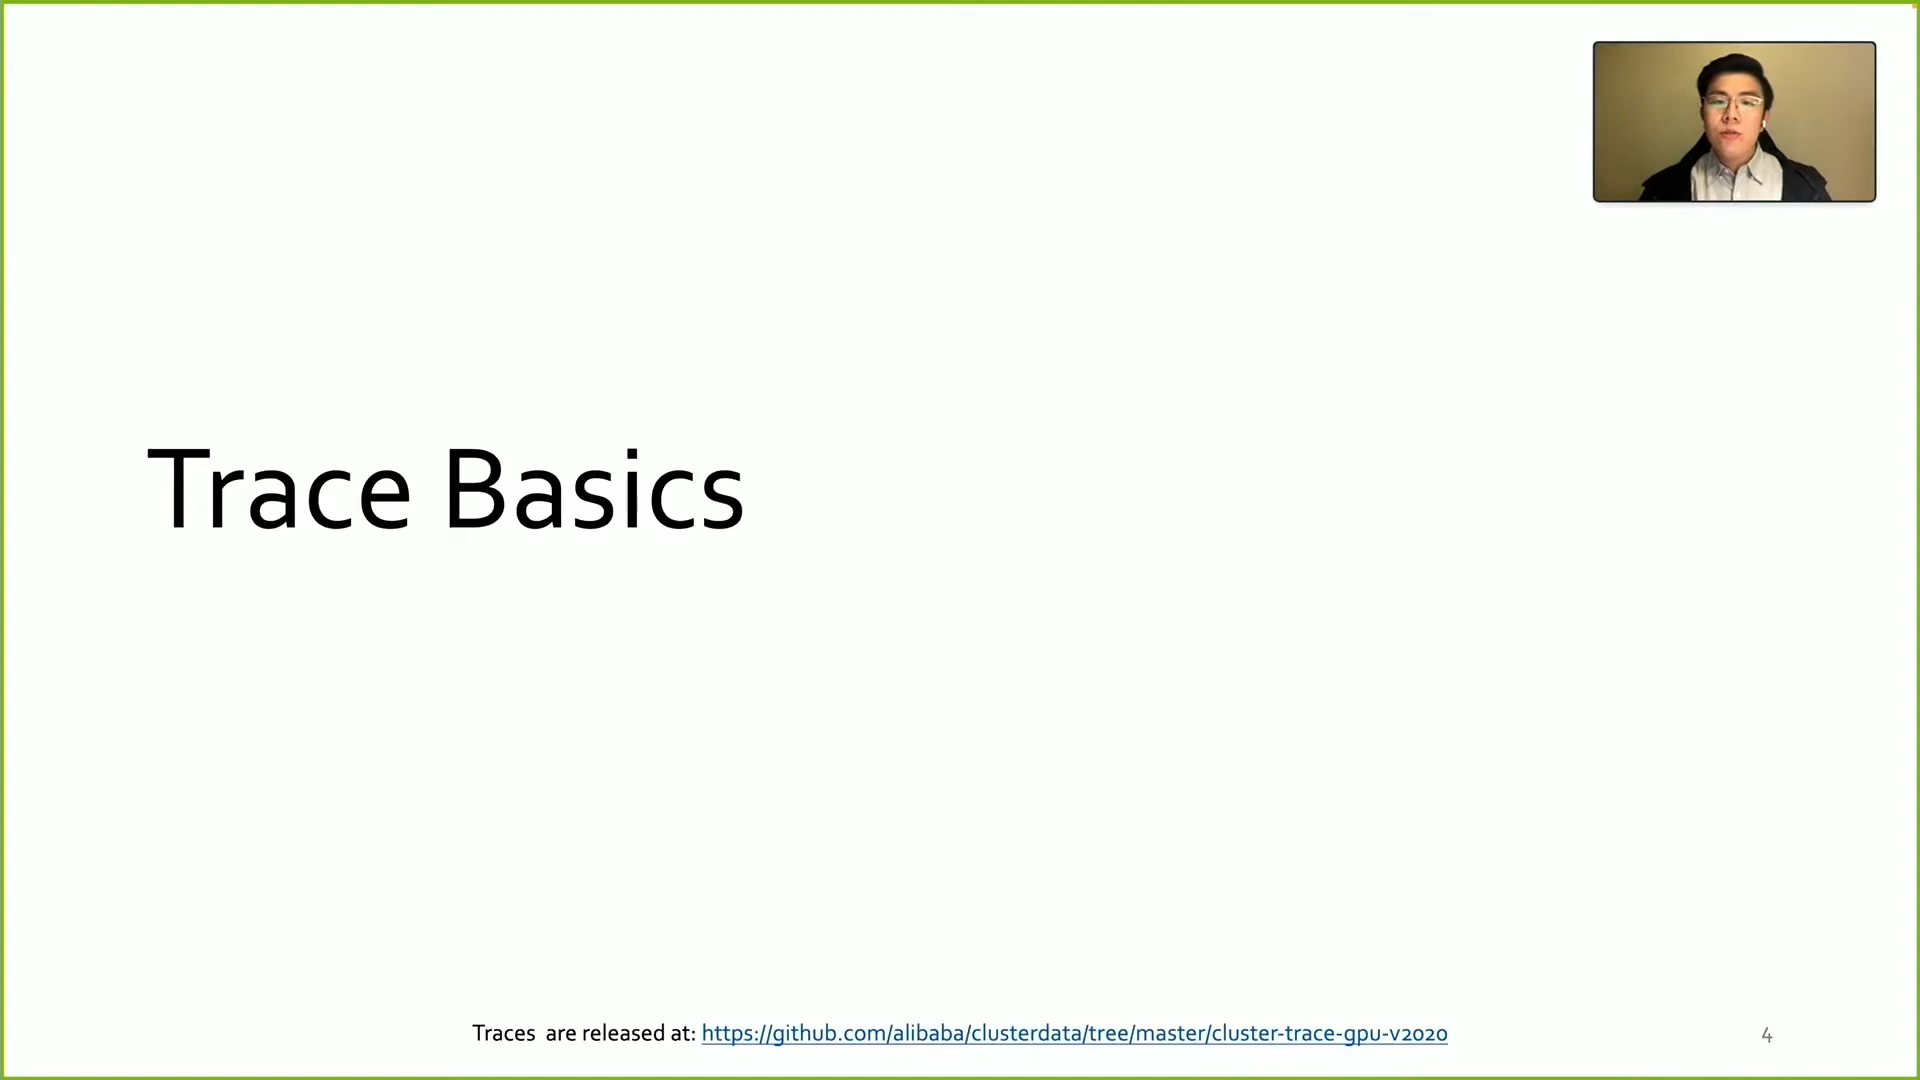 Trace Basics
Traces are released at: https://github.com/alibaba/clusterdata/tree/master/cluster-trace-gpu-v2020
4